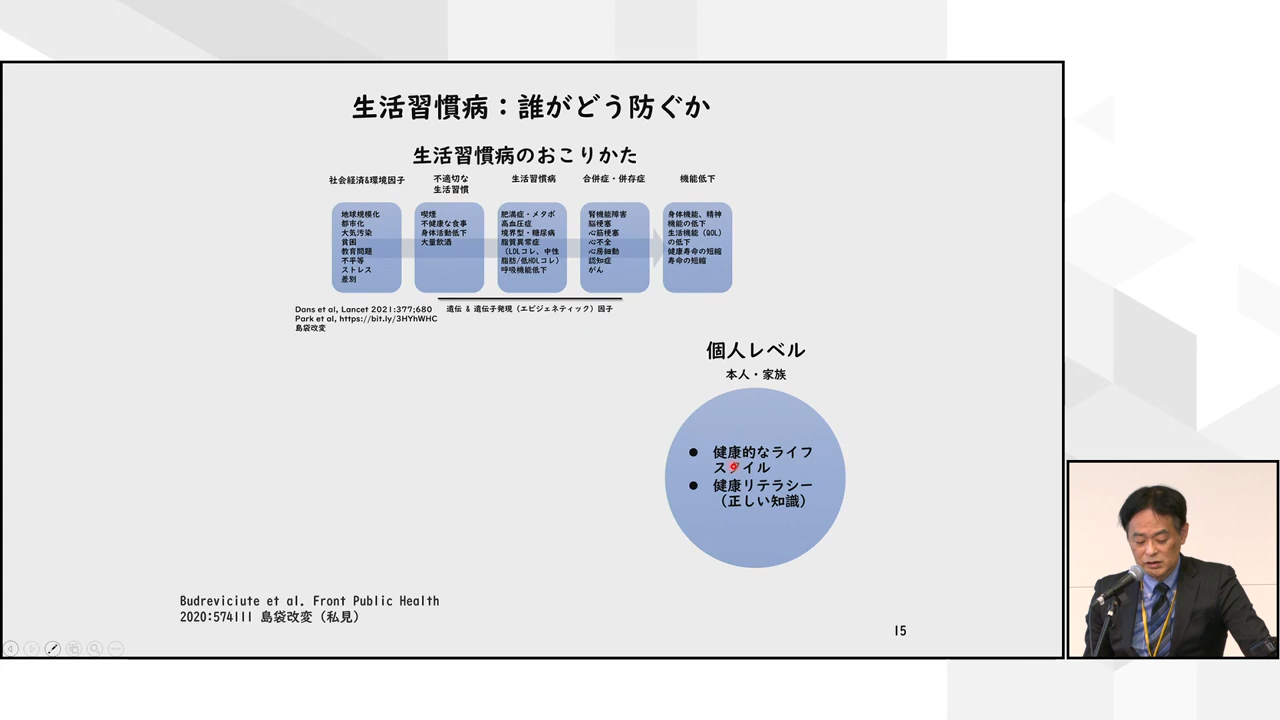 生活習慣病：誰がどう防ぐか
生活習慣病のおこりかた
社会経済&環境因子
地球規模化
都市化
大気汚染
貧困
教育問題
不平等
ストレス
差別
不適切な
生活習慣
喫煙
不健康な食事
身体活動低下
大量飲酒
生活習慣病
肥満症・メタボ
高血圧症
境界型・糖尿病
脂質異常症
（LDLコレ、中性
脂肪/低HDLコレ）
呼吸機能低下
合併症・併存症
腎機能障害
脳梗塞
心筋梗塞
心不全
心房細動
認知症
がん
機能低下
身体機能、精神
機能の低下
生活機能（QOL）
の低下
健康寿命の短縮
寿命の短縮
Dans et al, Lancet 2021:377;680
Park et al, https://bit.ly/3HYhWHC
島袋改変
遺伝 & 遺伝子発現（エピジェネティック）因子
個人レベル
本人・家族
● 健康的なライフ
スタイル
● 健康リテラシー
（正しい知識）
Budreviciute et al. Front Public Health
2020:574111 島袋改変（私見）
15